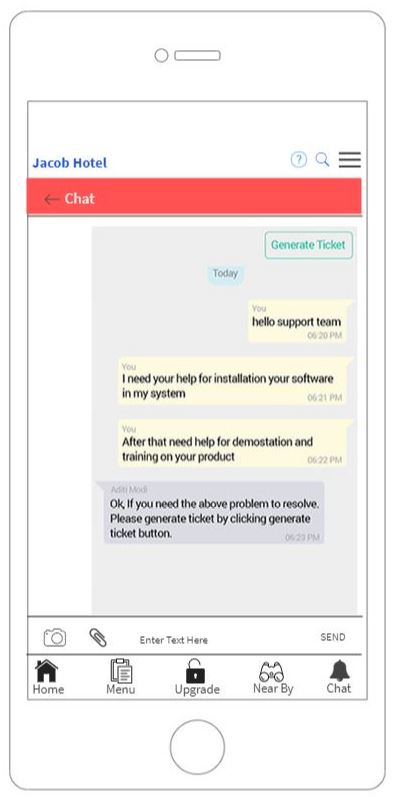 Jacob Hotel
?
Chat
Generate Ticket
Today
You
hello support team
06:20 PM
You
I need your help for installation your software
in my system
06:21 PM
You
After that need help for demostation and
training on your product
06:22 PM
Aditi Modi
Ok, If you need the above problem to resolve.
Please generate ticket by clicking generate
ticket button.
06:23 PM
Enter Text Here
SEND
Home
Menu
Upgrade
Near By
Chat